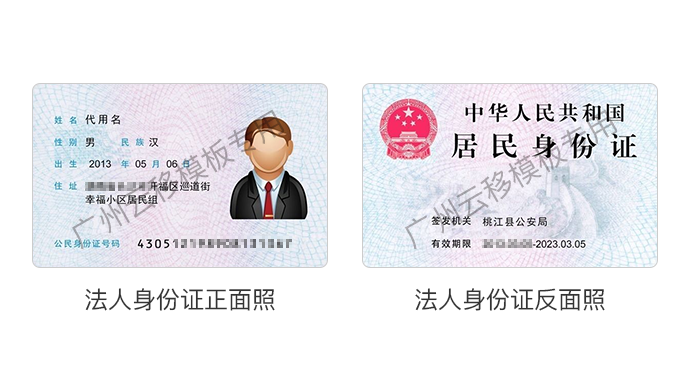 姓名 代用名
性别 男 民族 汉
出生 2013 年 05 月 06 日
住址 开福区巡道街
幸福小区居民组
公民身份证号码 4305
广州云移模板专用
法人身份证正面照
中华人民共和国
居民身份证
签发机关 桃江县公安局
有效期限 -2023.03.05
广州云移模板专用
法人身份证反面照